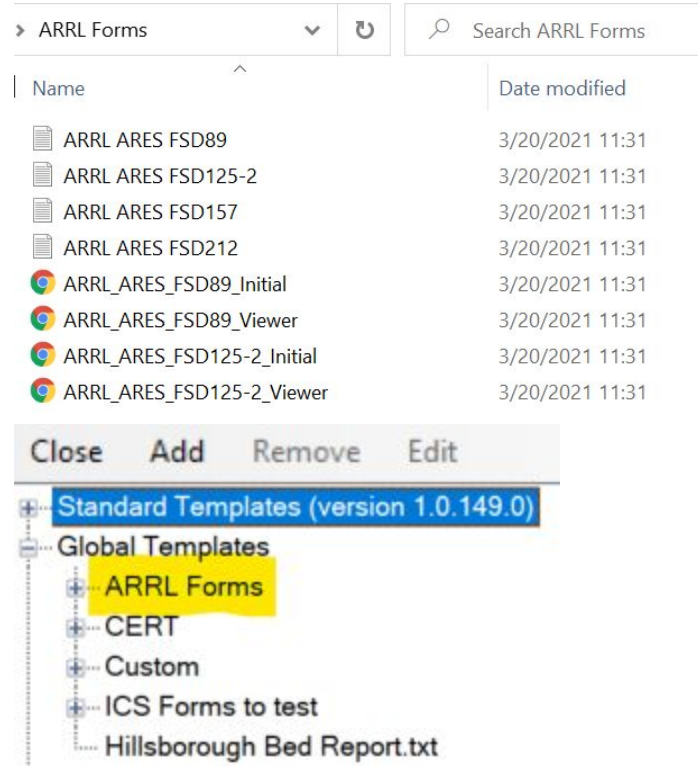 ARRL Forms Search ARRL Forms
Name Date modified
ARRL ARES FSD89 3/20/2021 11:31
ARRL ARES FSD125-2 3/20/2021 11:31
ARRL ARES FSD157 3/20/2021 11:31
ARRL ARES FSD212 3/20/2021 11:31
ARRL_ARES_FSD89_Initial 3/20/2021 11:31
ARRL_ARES_FSD89_Viewer 3/20/2021 11:31
ARRL_ARES_FSD125-2_Initial 3/20/2021 11:31
ARRL_ARES_FSD125-2_Viewer 3/20/2021 11:31
Close Add Remove Edit
Standard Templates (version 1.0.149.0)
Global Templates
ARRL Forms
CERT
Custom
ICS Forms to test
Hillsborough Bed Report.txt